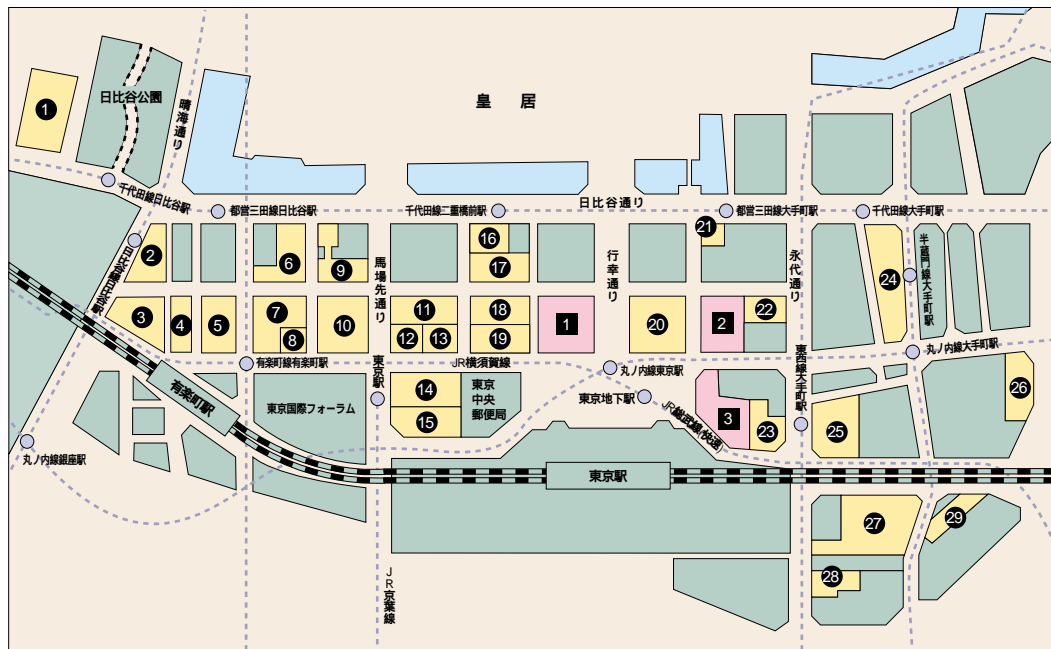 皇 居
1
日比谷公園
晴海通り
千代田線日比谷駅
都営三田線日比谷駅
千代田線二重橋前駅
日比谷通り
都営三田線大手町駅
千代田線大手町駅
日比谷線日比谷駅
2
6
9
馬場先通り
16
17
行幸通り
21
永代通り
24
半蔵門線大手町駅
3
4
5
7
8
10
11
12
13
18
19
1
20
2
22
東西線大手町駅
丸ノ内線大手町駅
有楽町線有楽町駅
JR横須賀線
丸ノ内線東京駅
東京駅
有楽町駅
東京国際フォーラム
14
15
東京
中央
郵便局
東京地下駅
JR総武線(快速)
3
23
25
26
丸ノ内線銀座駅
東京駅
27
29
28
JR京葉線